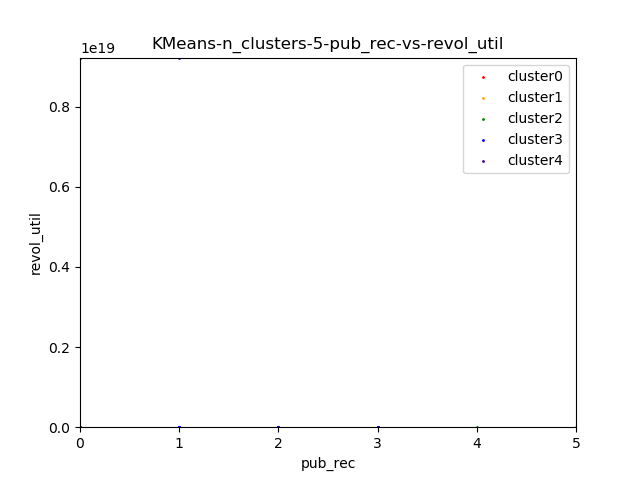 KMeans-n_clusters-5-pub_rec-vs-revol_util
1e19
cluster0
cluster1
cluster2
cluster3
cluster4
0.8
0.6
0.4
0.2
0.0
revol_util
0 1 2 3 4 5
pub_rec